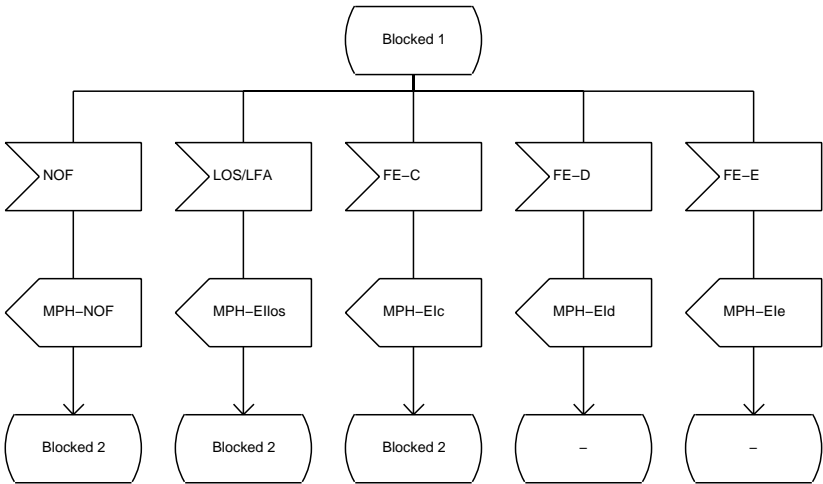 Blocked 1
NOF
LOS/LFA
FE−C
FE−D
FE−E
MPH−NOF
MPH−EIlos
MPH−EIc
MPH−EId
MPH−EIe
Blocked 2
Blocked 2
Blocked 2
−
−